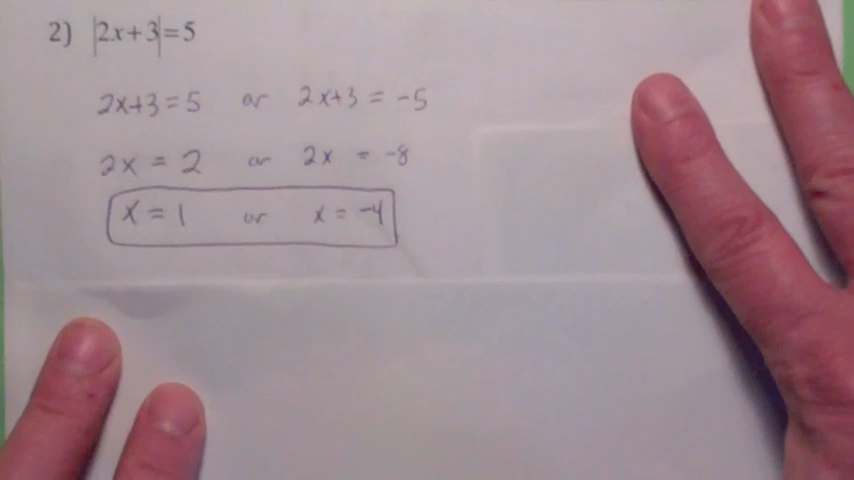 2) |2x+3|=5
2x+3=5 or 2x+3 = -5
2x = 2 or 2x = -8
x = 1 or x = -4